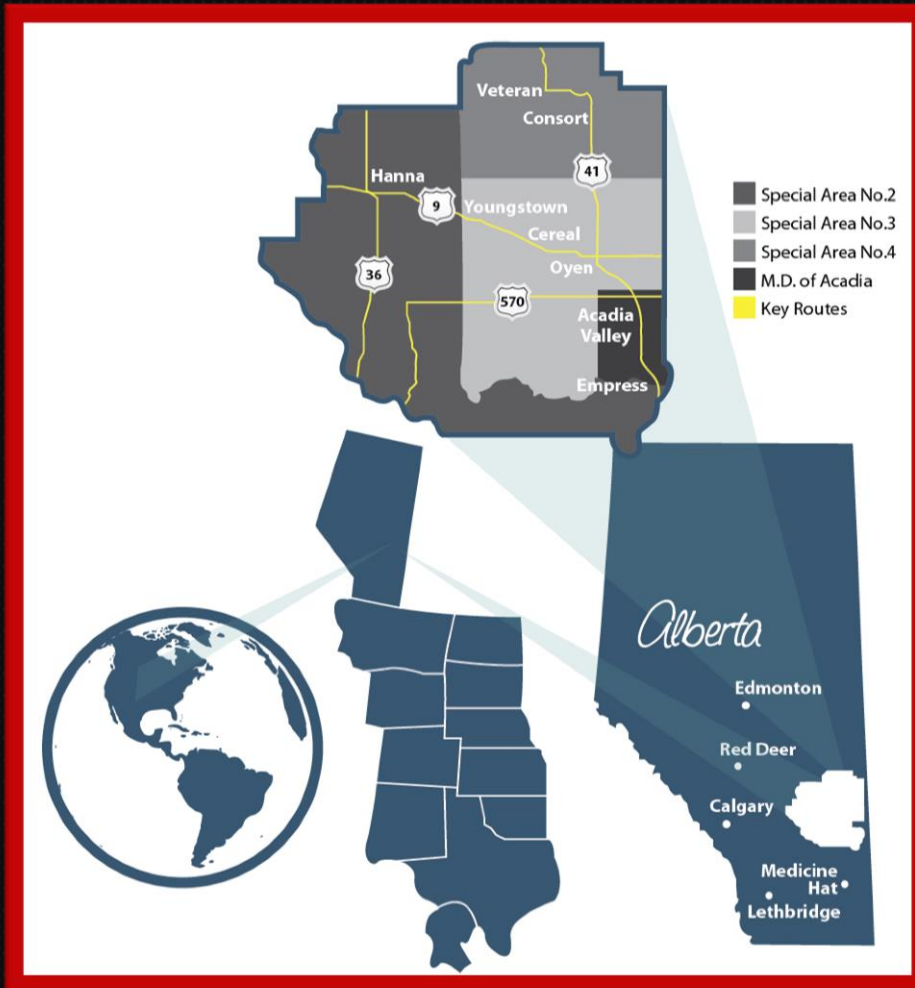 Veteran
Consort
41
Hanna
9
Youngstown
Cereal
Oyen
36
570
Acadia
Valley
Empress
Special Area No.2
Special Area No.3
Special Area No.4
M.D. of Acadia
Key Routes
Alberta
Edmonton
Red Deer
Calgary
Medicine
Hat
Lethbridge